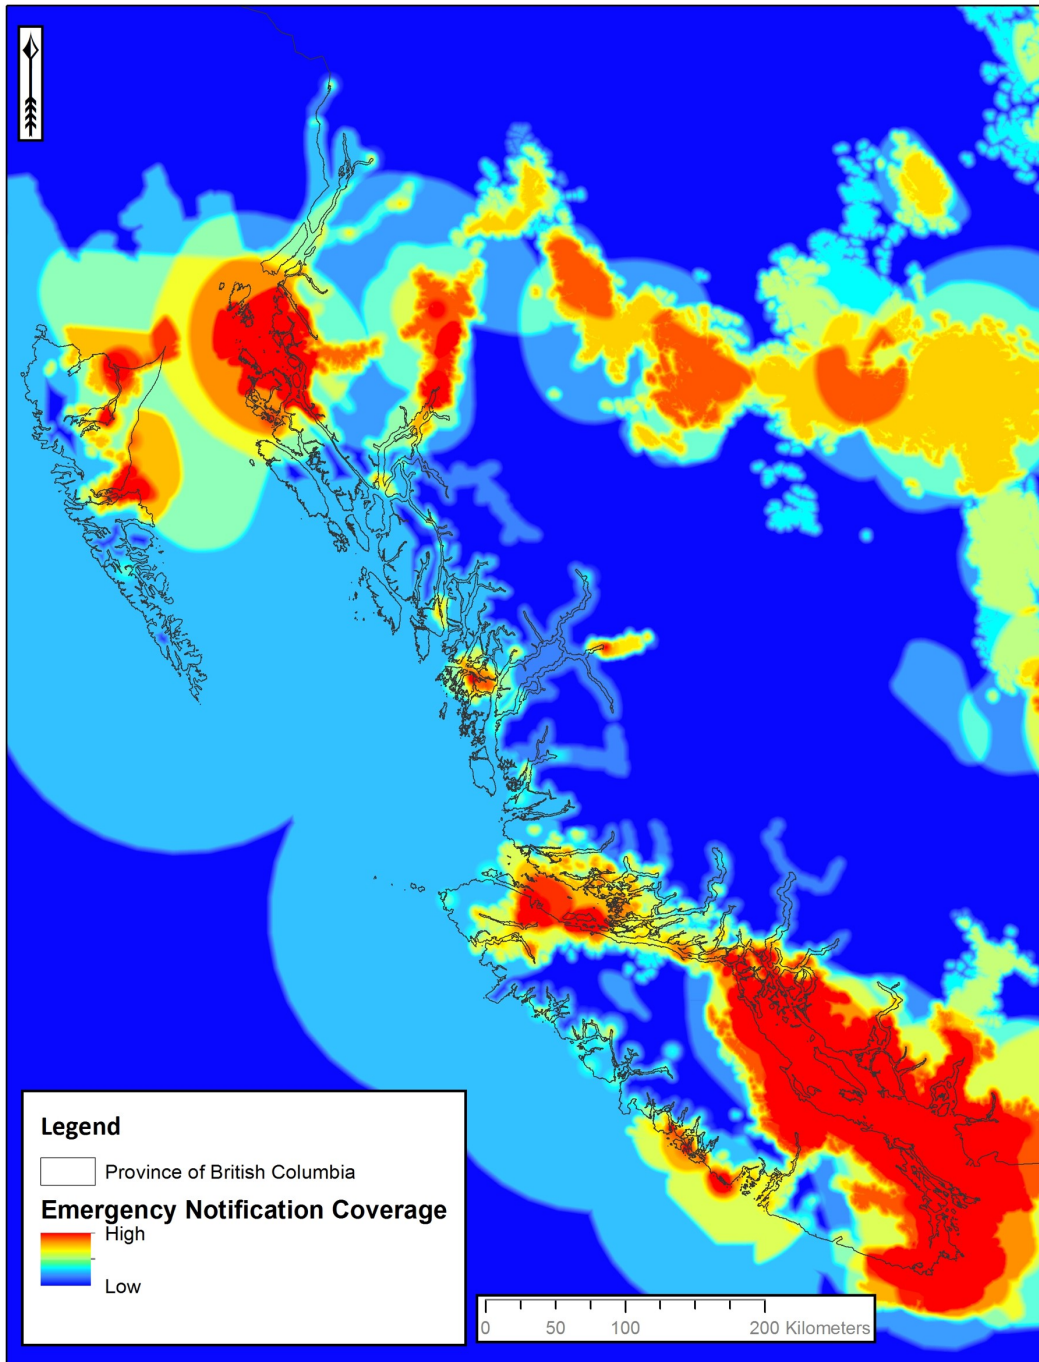 Legend
Province of British Columbia
Emergency Notification Coverage
High
Low
0 50 100 200 Kilometers